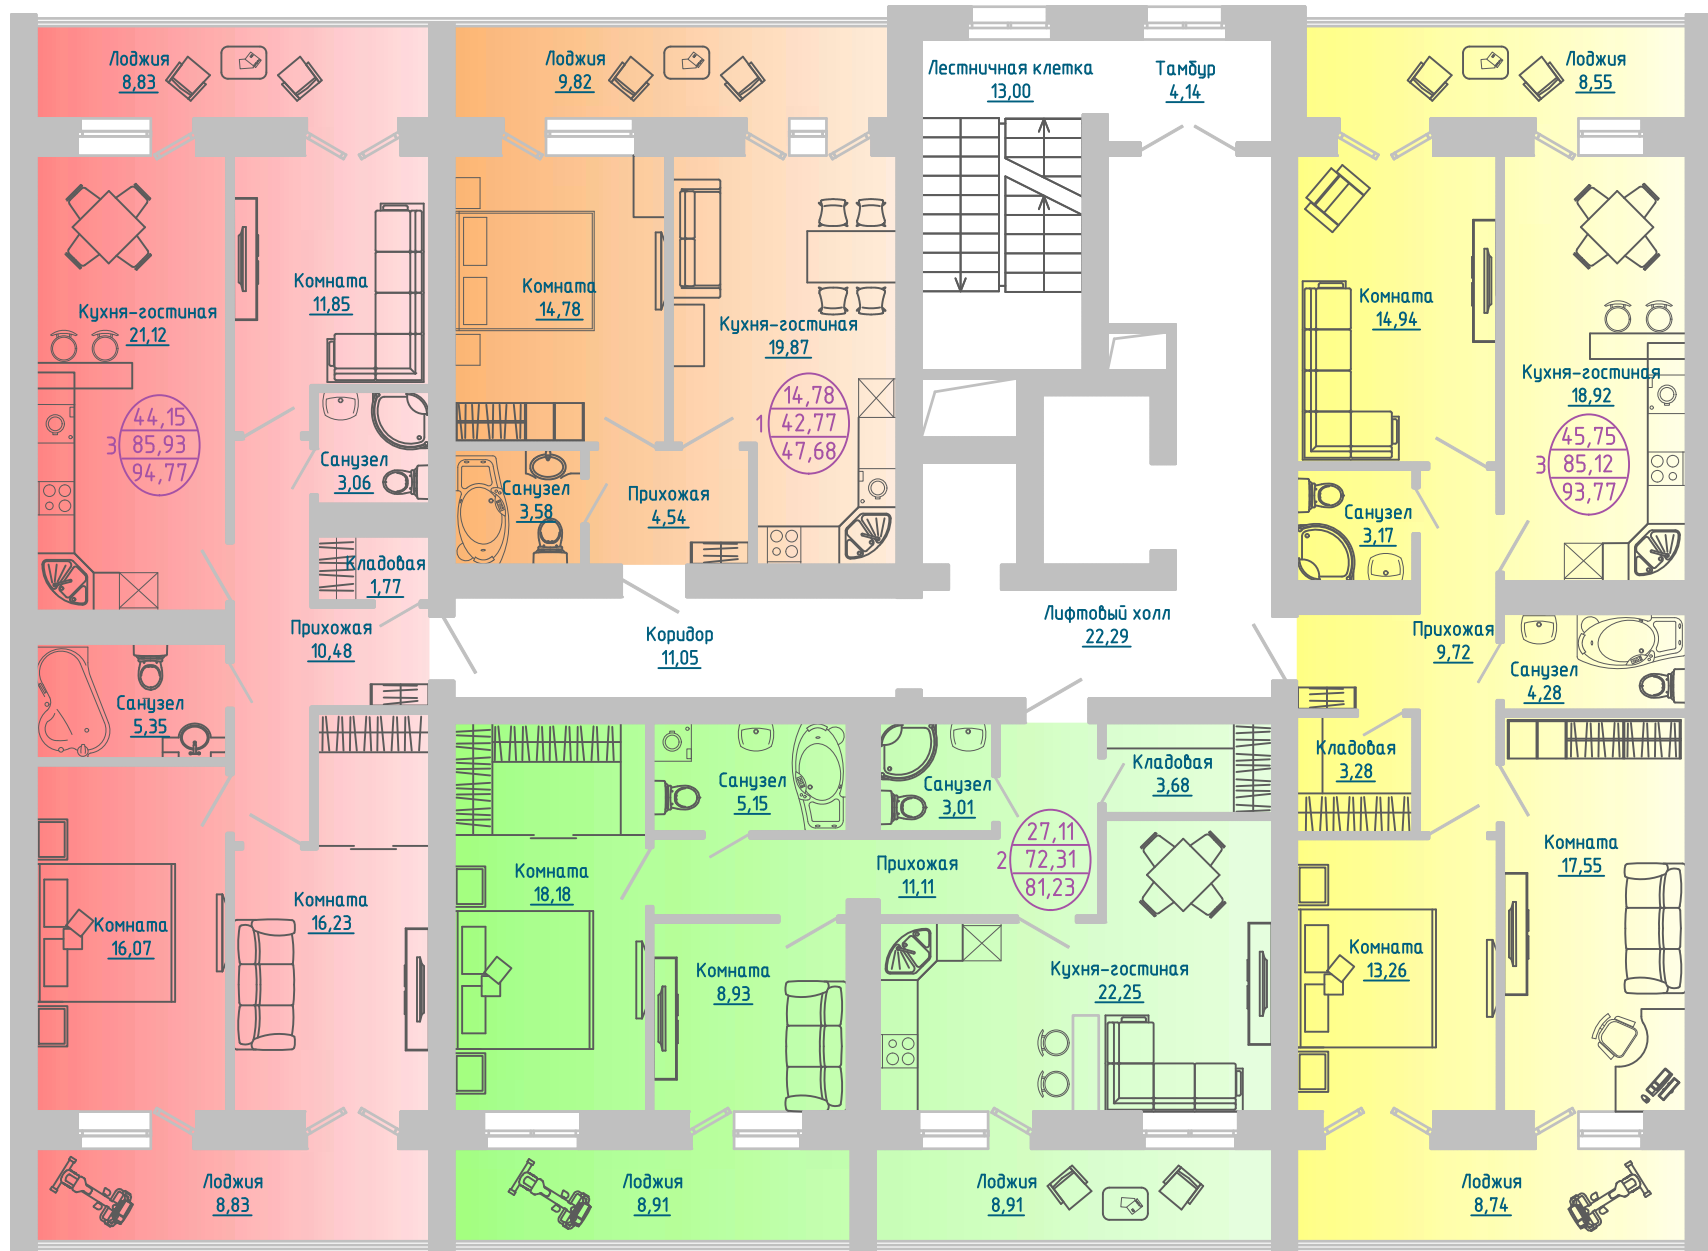 Лоджия
8,83
Лоджия
9,82
Лестничная клетка
13,00
Тамбур
4,14
Лоджия
8,55
Комната
11,85
Кухня-гостиная
21,12
Комната
14,78
Кухня-гостиная
19,87
Комната
14,94
Кухня-гостиная
18,92
44,15
3 85,93
94,77
14,78
1 42,77
47,68
45,75
3 85,12
93,77
Санузел
3,06
Санузел
3,58
Прихожая
4,54
Санузел
3,17
Кладовая
1,77
Прихожая
10,48
Коридор
11,05
Лифтовый холл
22,29
Прихожая
9,72
Санузел
4,28
Санузел
5,35
Санузел
5,15
Санузел
3,01
Кладовая
3,68
Кладовая
3,28
27,11
2 72,31
81,23
Комната
18,18
Прихожая
11,11
Комната
17,55
Комната
16,07
Комната
16,23
Комната
8,93
Кухня-гостиная
22,25
Комната
13,26
Лоджия
8,83
Лоджия
8,91
Лоджия
8,91
Лоджия
8,74